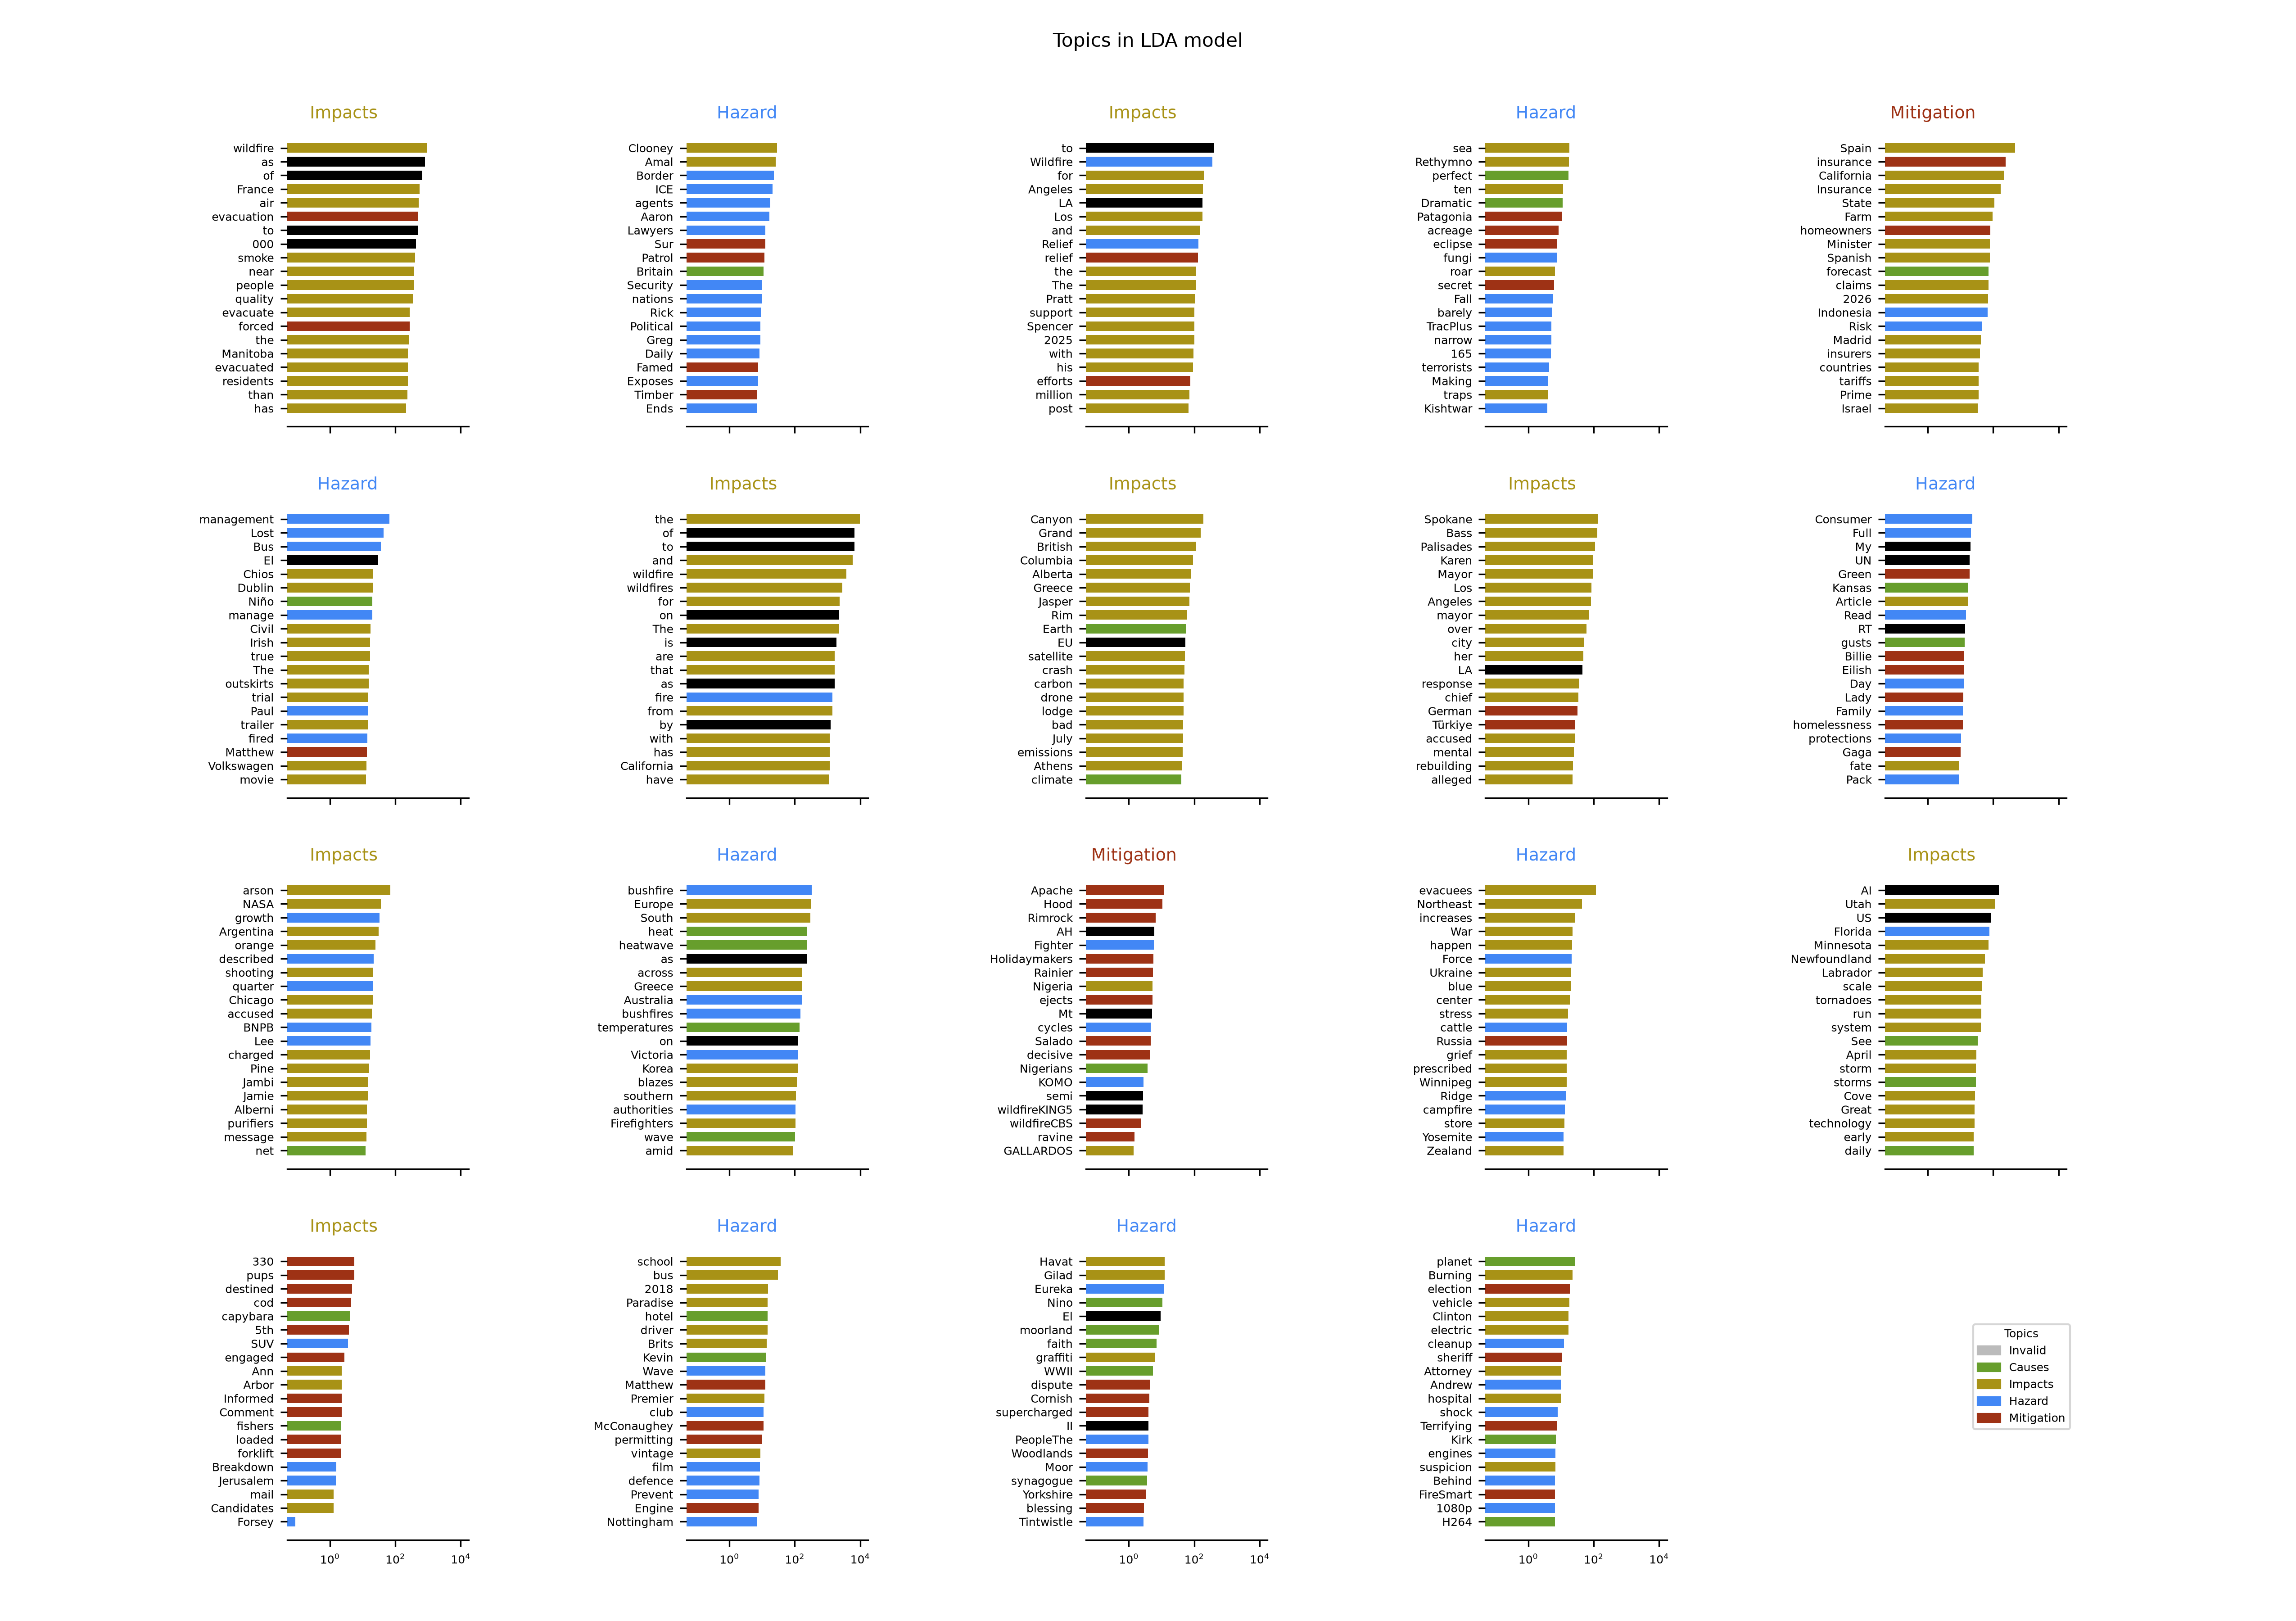 Topics in LDA model
Impacts
wildfire
as
of
France
air
evacuation
to
000
smoke
near
people
quality
evacuate
forced
the
Manitoba
evacuated
residents
than
has
Hazard
Clooney
Amal
Border
ICE
agents
Aaron
Lawyers
Sur
Patrol
Britain
Security
nations
Rick
Political
Greg
Daily
Famed
Exposes
Timber
Ends
Impacts
to
Wildfire
for
Angeles
LA
Los
and
Relief
relief
the
The
Pratt
support
Spencer
2025
with
his
efforts
million
post
Hazard
sea
Rethymno
perfect
ten
Dramatic
Patagonia
acreage
eclipse
fungi
roar
secret
Fall
barely
TracPlus
narrow
165
terrorists
Making
traps
Kishtwar
Mitigation
Spain
insurance
California
Insurance
State
Farm
homeowners
Minister
Spanish
forecast
claims
2026
Indonesia
Risk
Madrid
insurers
countries
tariffs
Prime
Israel
Hazard
management
Lost
Bus
El
Chios
Dublin
Niño
manage
Civil
Irish
true
The
outskirts
trial
Paul
trailer
fired
Matthew
Volkswagen
movie
Impacts
the
of
to
and
wildfire
wildfires
for
on
The
is
are
that
as
fire
from
by
with
has
California
have
Impacts
Canyon
Grand
British
Columbia
Alberta
Greece
Jasper
Rim
Earth
EU
satellite
crash
carbon
drone
lodge
bad
July
emissions
Athens
climate
Impacts
Spokane
Bass
Palisades
Karen
Mayor
Los
Angeles
mayor
over
city
her
LA
response
chief
German
Türkiye
accused
mental
rebuilding
alleged
Hazard
Consumer
Full
My
UN
Green
Kansas
Article
Read
RT
gusts
Billie
Eilish
Day
Lady
Family
homelessness
protections
Gaga
fate
Pack
Impacts
arson
NASA
growth
Argentina
orange
described
shooting
quarter
Chicago
accused
BNPB
Lee
charged
Pine
Jambi
Jamie
Alberni
purifiers
message
net
Hazard
bushfire
Europe
South
heat
heatwave
as
across
Greece
Australia
bushfires
temperatures
on
Victoria
Korea
blazes
southern
authorities
Firefighters
wave
amid
Mitigation
Apache
Hood
Rimrock
AH
Fighter
Holidaymakers
Rainier
Nigeria
ejects
Mt
cycles
Salado
decisive
Nigerians
KOMO
semi
wildfireKING5
wildfireCBS
ravine
GALLARDOS
Hazard
evacuees
Northeast
increases
War
happen
Force
Ukraine
blue
center
stress
cattle
Russia
grief
prescribed
Winnipeg
Ridge
campfire
store
Yosemite
Zealand
Impacts
AI
Utah
US
Florida
Minnesota
Newfoundland
Labrador
scale
tornadoes
run
system
See
April
storm
storms
Cove
Great
technology
early
daily
Impacts
330
pups
destined
cod
capybara
5th
SUV
engaged
Ann
Arbor
Informed
Comment
fishers
loaded
forklift
Breakdown
Jerusalem
mail
Candidates
Forsey
10⁰ 10² 10⁴
Hazard
school
bus
2018
Paradise
hotel
driver
Brits
Kevin
Wave
Matthew
Premier
club
McConaughey
permitting
vintage
film
defence
Prevent
Engine
Nottingham
10⁰ 10² 10⁴
Hazard
Havat
Gilad
Eureka
Nino
El
moorland
faith
graffiti
WWII
dispute
Cornish
supercharged
II
PeopleThe
Woodlands
Moor
synagogue
Yorkshire
blessing
Tintwistle
10⁰ 10² 10⁴
Hazard
planet
Burning
election
vehicle
Clinton
electric
cleanup
sheriff
Attorney
Andrew
hospital
shock
Terrifying
Kirk
engines
suspicion
Behind
FireSmart
1080p
H264
10⁰ 10² 10⁴
Topics
Invalid
Causes
Impacts
Hazard
Mitigation